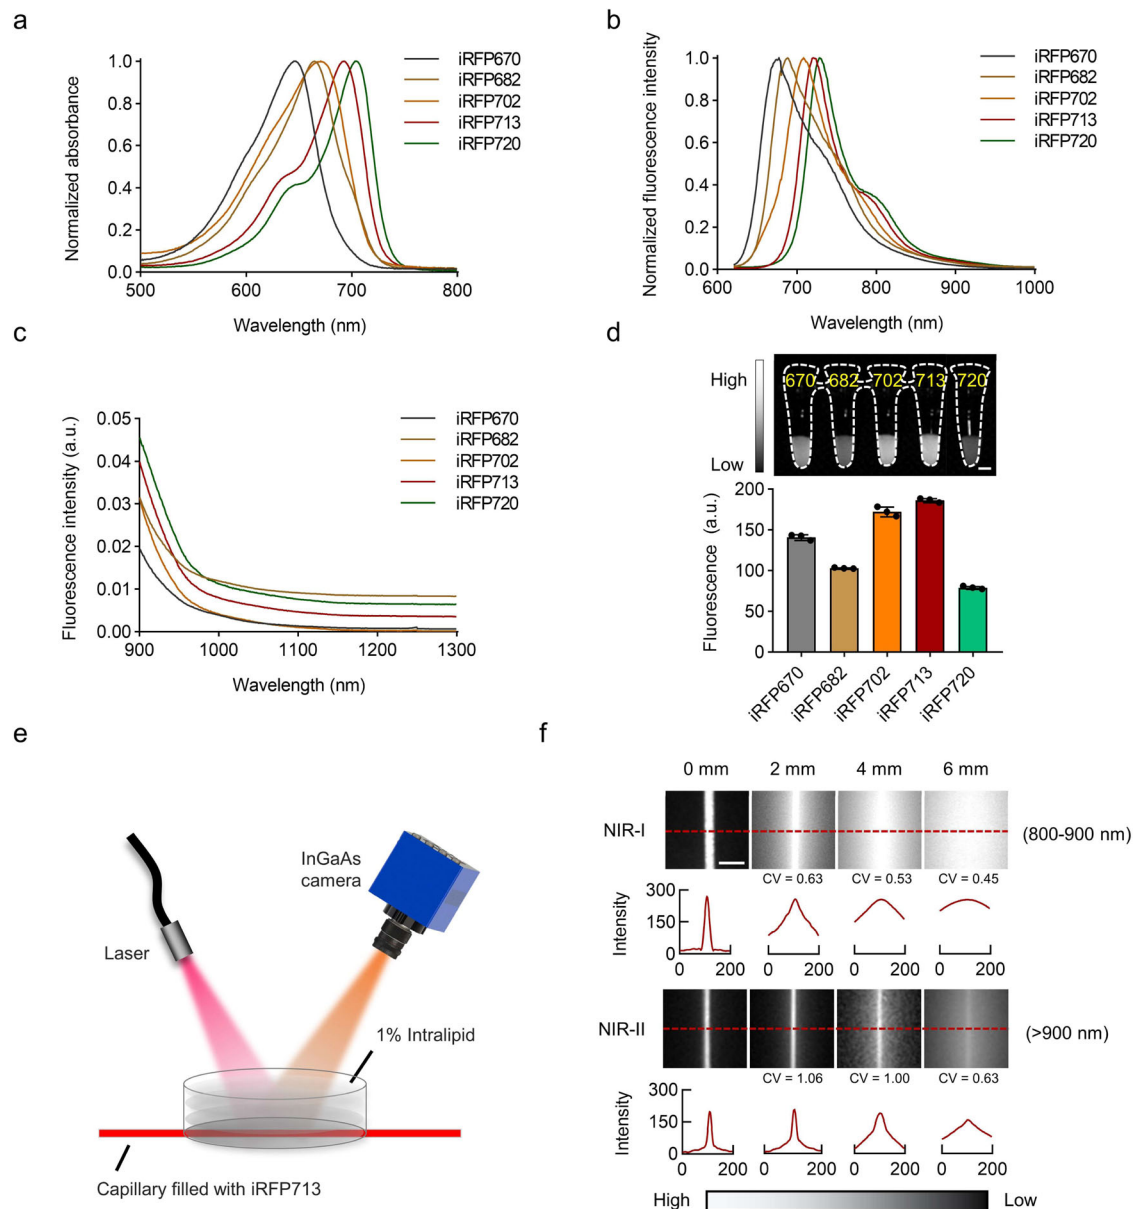 a
Normalized absorbance
1.0
0.8
0.6
0.4
0.2
0.0
500 600 700 800
Wavelength (nm)
iRFP670
iRFP682
iRFP702
iRFP713
iRFP720
b
Normalized fluorescence intensity
1.0
0.8
0.6
0.4
0.2
0.0
600 700 800 900 1000
Wavelength (nm)
iRFP670
iRFP682
iRFP702
iRFP713
iRFP720
c
Fluorescence intensity (a.u.)
0.05
0.04
0.03
0.02
0.01
0.00
900 1000 1100 1200 1300
Wavelength (nm)
iRFP670
iRFP682
iRFP702
iRFP713
iRFP720
d
High
Low
670 682 702 713 720
Fluorescence (a.u.)
200
150
100
50
0
iRFP670 iRFP682 iRFP702 iRFP713 iRFP720
e
InGaAs
camera
Laser
1% Intralipid
Capillary filled with iRFP713
f
0 mm 2 mm 4 mm 6 mm
NIR-I
(800-900 nm)
CV = 0.63 CV = 0.53 CV = 0.45
Intensity
300
150
0
0 200 0 200 0 200 0 200
NIR-II
(>900 nm)
CV = 1.06 CV = 1.00 CV = 0.63
Intensity
300
150
0
0 200 0 200 0 200 0 200
High Low